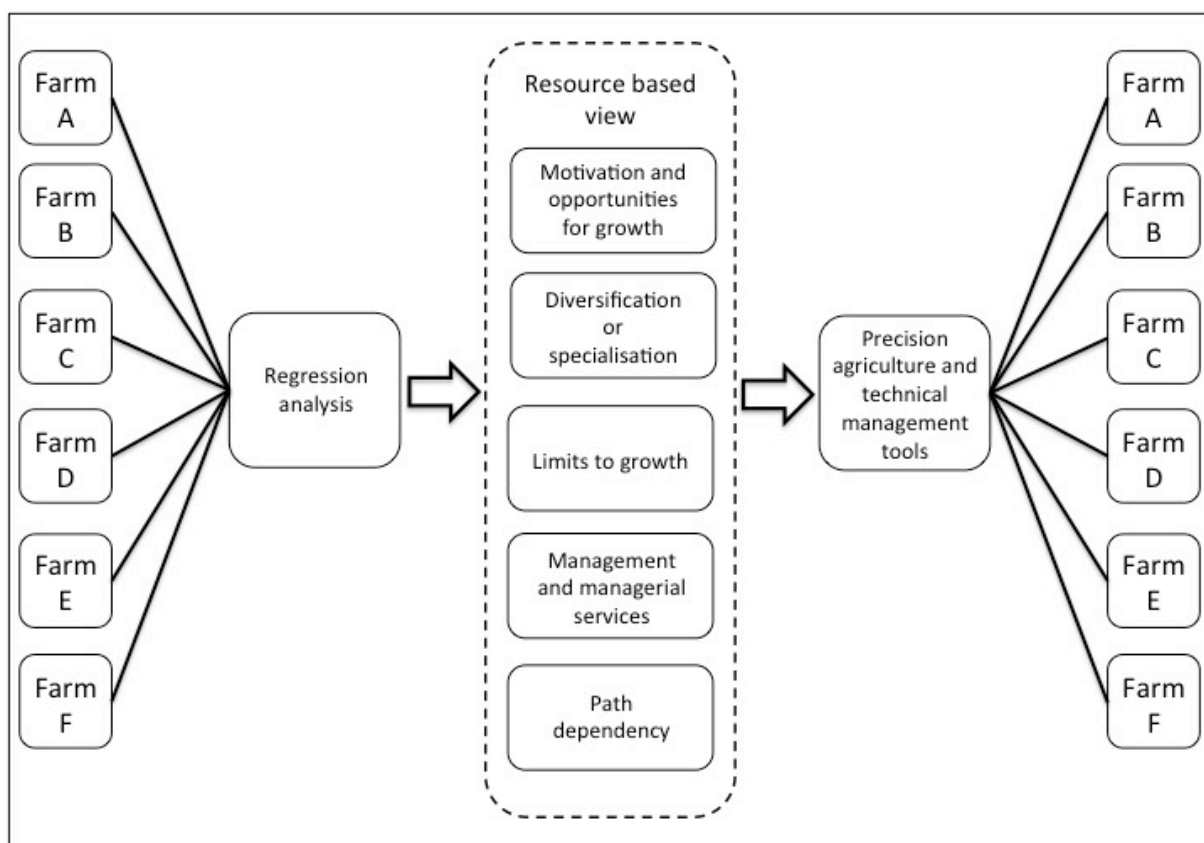 Farm
A
Farm
B
Farm
C
Farm
D
Farm
E
Farm
F
Regression
analysis
Resource based
view
Motivation and
opportunities
for growth
Diversification
or
specialisation
Limits to growth
Management
and managerial
services
Path
dependency
Precision
agriculture and
technical
management
tools
Farm
A
Farm
B
Farm
C
Farm
D
Farm
E
Farm
F